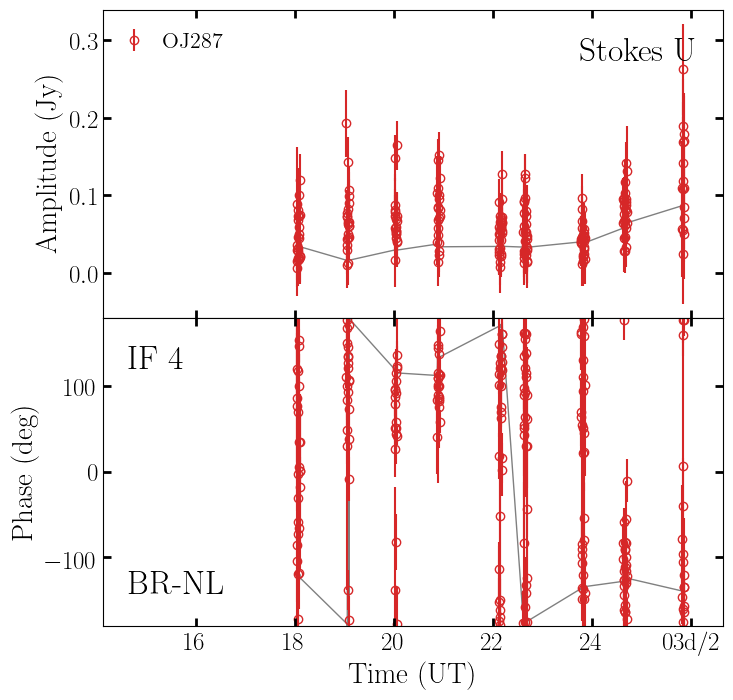 OJ287
Stokes U
0.3
0.2
0.1
0.0
Amplitude (Jy)
IF 4
BR-NL
100
0
−100
Phase (deg)
16 18 20 22 24 03d/2
Time (UT)